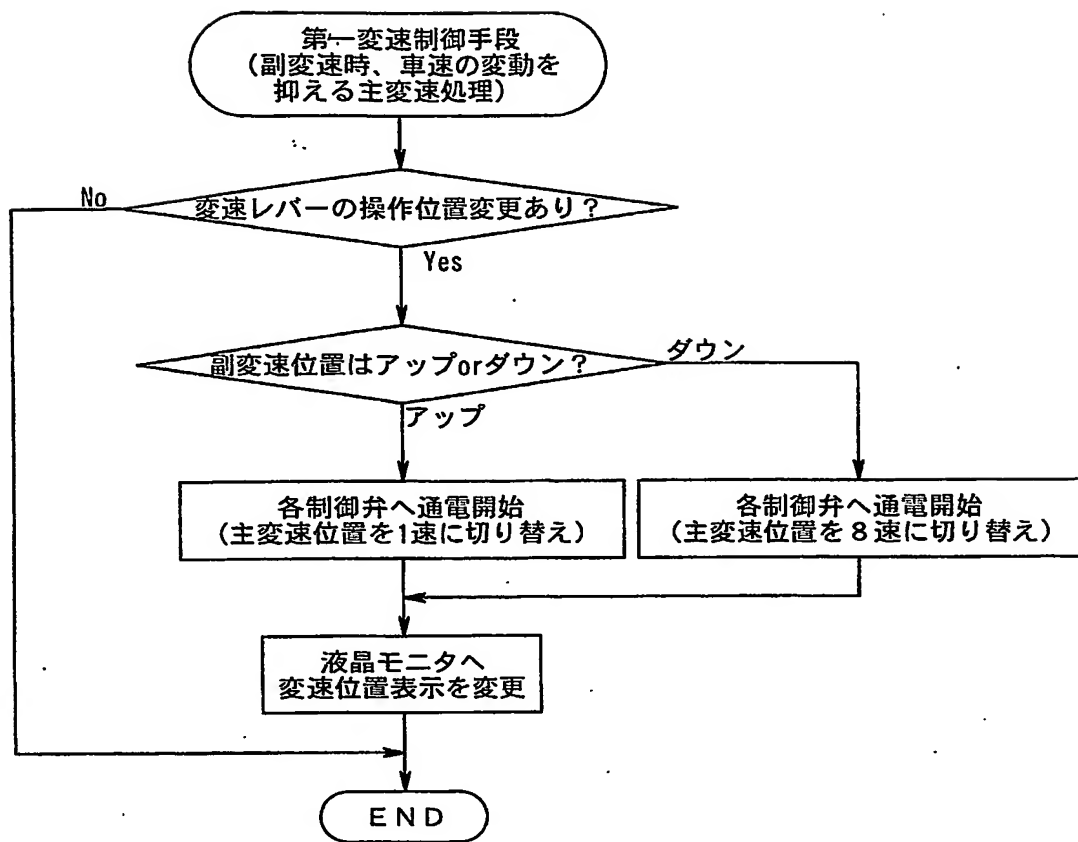 第一変速制御手段
(副変速時、車速の変動を
抑える主変速処理)
変速レバーの操作位置変更あり？
No
Yes
副変速位置はアップorダウン？
ダウン
アップ
各制御弁へ通電開始
(主変速位置を1速に切り替え)
各制御弁へ通電開始
(主変速位置を８速に切り替え)
液晶モニタへ
変速位置表示を変更
ＥＮＤ